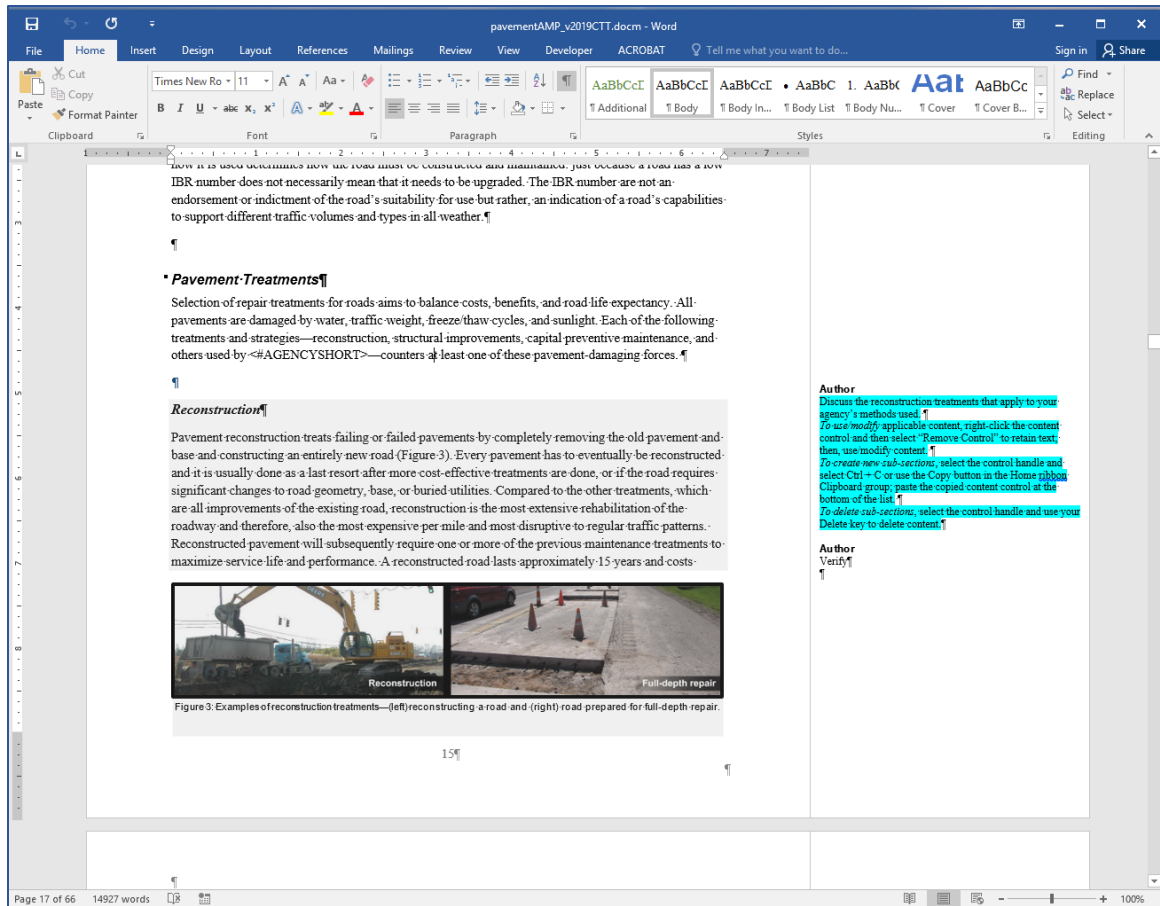 pavementAMP_v2019CTT.docm - Word
File Home Insert Design Layout References Mailings Review View Developer ACROBAT Tell me what you want to do... Sign in Share
Cut
Copy
Format Painter
Paste
Times New Ro 11
AaBbCcI AaBbCcI AaBbCcI • AaBbC 1. AaBb( Aat AaBbCc
¶ Additional ¶ Body ¶ Body In... ¶ Body List ¶ Body Nu... ¶ Cover ¶ Cover B...
Find
Replace
Select
Clipboard Font Paragraph Styles Editing
how it is used determines how the road must be constructed and maintained. Just because a road has a low
IBR number does not necessarily mean that it needs to be upgraded. The IBR number are not an
endorsement or indictment of the road's suitability for use but rather, an indication of a road's capabilities
to support different traffic volumes and types in all weather.¶
¶
Pavement Treatments¶
Selection of repair treatments for roads aims to balance costs, benefits, and road life expectancy. All
pavements are damaged by water, traffic weight, freeze/thaw cycles, and sunlight. Each of the following
treatments and strategies—reconstruction, structural improvements, capital preventive maintenance, and
others used by <#AGENCYSHORT>—counters at least one of these pavement-damaging forces. ¶
¶
Reconstruction¶
Pavement reconstruction treats failing or failed pavements by completely removing the old pavement and
base and constructing an entirely new road (Figure 3). Every pavement has to eventually be reconstructed
and it is usually done as a last resort after more cost-effective treatments are done, or if the road requires
significant changes to road geometry, base, or buried utilities. Compared to the other treatments, which
are all improvements of the existing road, reconstruction is the most extensive rehabilitation of the
roadway and therefore, also the most expensive per mile and most disruptive to regular traffic patterns.
Reconstructed pavement will subsequently require one or more of the previous maintenance treatments to
maximize service life and performance. A reconstructed road lasts approximately 15 years and costs
Reconstruction
Full-depth repair
Figure 3: Examples of reconstruction treatments—(left) reconstructing a road and (right) road prepared for full-depth repair.
15¶
¶
Author
Discuss the reconstruction treatments that apply to your
agency's methods used. ¶
To use/modify applicable content, right-click the content
control and then select "Remove Control" to retain text;
then, use/modify content. ¶
To create new sub-sections, select the control handle and
select Ctrl + C or use the Copy button in the Home ribbon
Clipboard group; paste the copied content control at the
bottom of the list. ¶
To delete sub-sections, select the control handle and use your
Delete key to delete content.¶
Author
Verify¶
¶
¶
Page 17 of 66 14927 words 100%